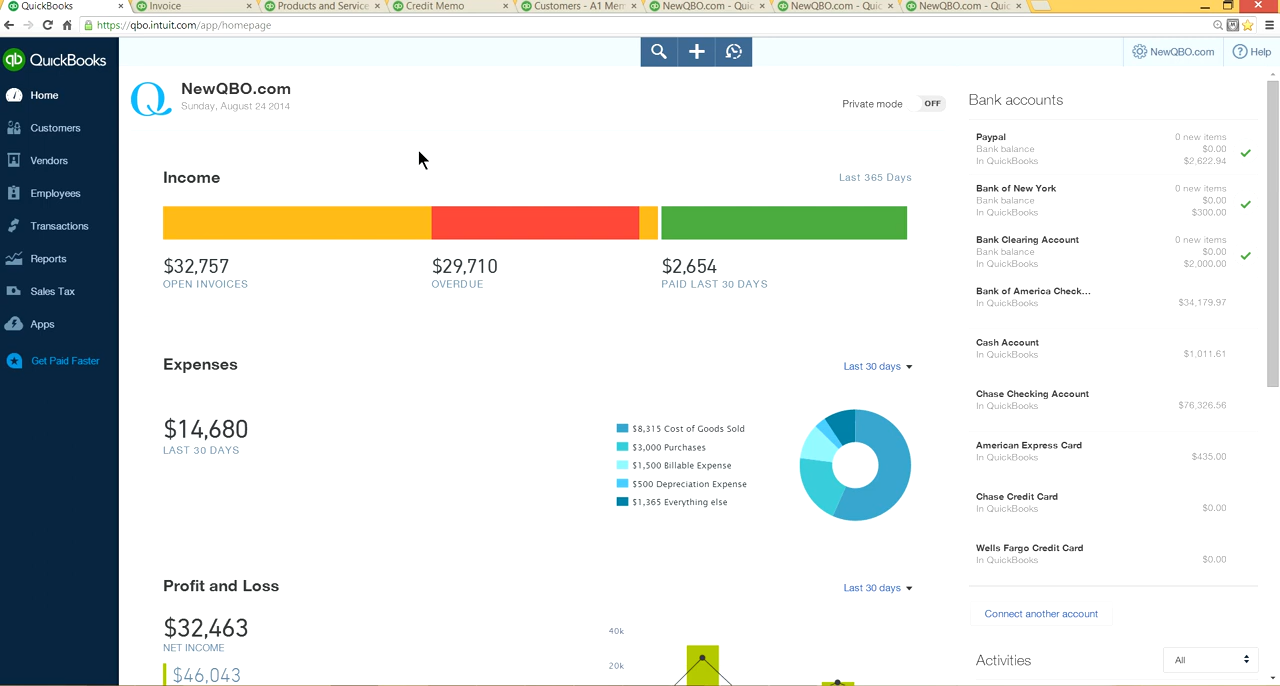 QuickBooks
Invoice
Products and Service
Credit Memo
Customers - A1 Mem
NewQBO.com - Quic
NewQBO.com - Quic
NewQBO.com - Quic
https://qbo.intuit.com/app/homepage
qb QuickBooks
NewQBO.com
Help
Home
Customers
Vendors
Employees
Transactions
Reports
Sales Tax
Apps
Get Paid Faster
NewQBO.com
Sunday, August 24 2014
Private mode OFF
Income
Last 365 Days
$32,757
OPEN INVOICES
$29,710
OVERDUE
$2,654
PAID LAST 30 DAYS
Expenses
Last 30 days
$14,680
LAST 30 DAYS
$8,315 Cost of Goods Sold
$3,000 Purchases
$1,500 Billable Expense
$500 Depreciation Expense
$1,365 Everything else
Profit and Loss
Last 30 days
$32,463
NET INCOME
$46,043
40k
20k
Bank accounts
Paypal 0 new items
Bank balance $0.00
In QuickBooks $2,622.94
Bank of New York 0 new items
Bank balance $0.00
In QuickBooks $300.00
Bank Clearing Account 0 new items
Bank balance $0.00
In QuickBooks $2,000.00
Bank of America Check...
In QuickBooks $34,179.97
Cash Account
In QuickBooks $1,011.61
Chase Checking Account
In QuickBooks $76,326.56
American Express Card
In QuickBooks $435.00
Chase Credit Card
In QuickBooks $0.00
Wells Fargo Credit Card
In QuickBooks $0.00
Connect another account
Activities All